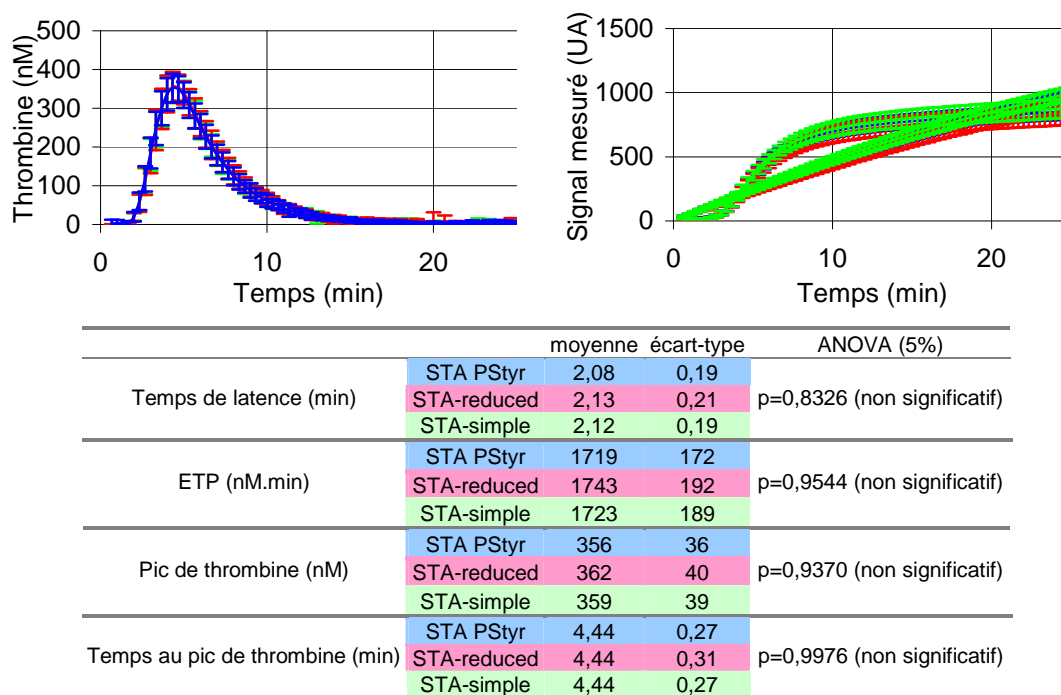 Thrombine (nM)
500
400
300
200
100
0
0 10 20
Temps (min)
Signal mesuré (UA)
1500
1000
500
0
0 10 20
Temps (min)
moyenne écart-type ANOVA (5%)
Temps de latence (min)
STA PStyr 2,08 0,19
STA-reduced 2,13 0,21
STA-simple 2,12 0,19
p=0,8326 (non significatif)
ETP (nM.min)
STA PStyr 1719 172
STA-reduced 1743 192
STA-simple 1723 189
p=0,9544 (non significatif)
Pic de thrombine (nM)
STA PStyr 356 36
STA-reduced 362 40
STA-simple 359 39
p=0,9370 (non significatif)
Temps au pic de thrombine (min)
STA PStyr 4,44 0,27
STA-reduced 4,44 0,31
STA-simple 4,44 0,27
p=0,9976 (non significatif)